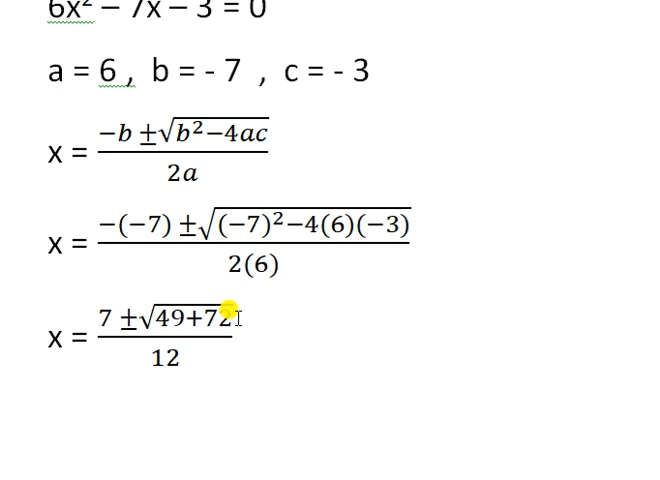 6x² – 7x – 3 = 0
a = 6 , b = - 7 , c = - 3
x = (−b ±√(b²−4ac)) / 2a
x = (−(−7) ±√((−7)²−4(6)(−3))) / 2(6)
x = (7 ±√(49+72)) / 12